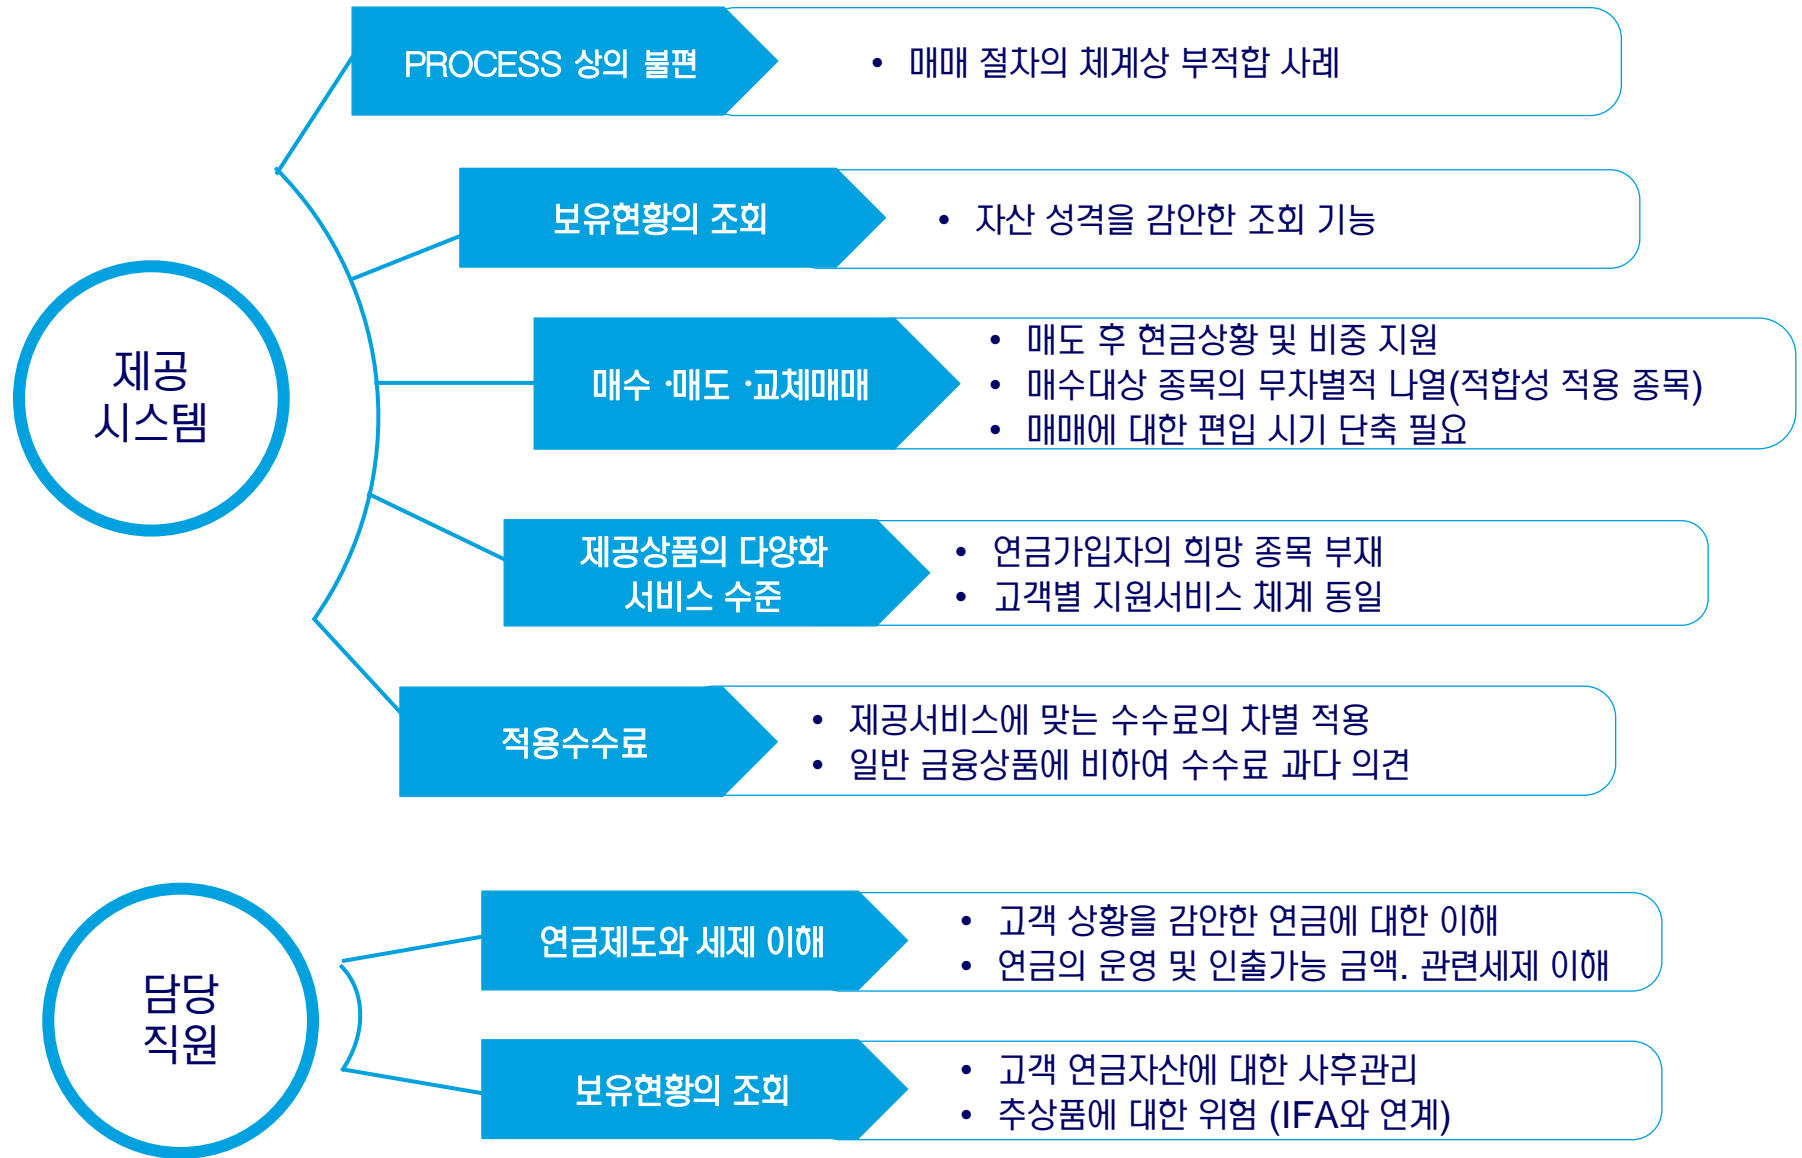 PROCESS 상의 불편
• 매매 절차의 체계상 부적합 사례
보유현황의 조회
• 자산 성격을 감안한 조회 기능
제공
시스템
매수 ·매도 ·교체매매
• 매도 후 현금상황 및 비중 지원
• 매수대상 종목의 무차별적 나열(적합성 적용 종목)
• 매매에 대한 편입 시기 단축 필요
제공상품의 다양화
서비스 수준
• 연금가입자의 희망 종목 부재
• 고객별 지원서비스 체계 동일
적용수수료
• 제공서비스에 맞는 수수료의 차별 적용
• 일반 금융상품에 비하여 수수료 과다 의견
담당
직원
연금제도와 세제 이해
• 고객 상황을 감안한 연금에 대한 이해
• 연금의 운영 및 인출가능 금액. 관련세제 이해
보유현황의 조회
• 고객 연금자산에 대한 사후관리
• 추상품에 대한 위험 (IFA와 연계)